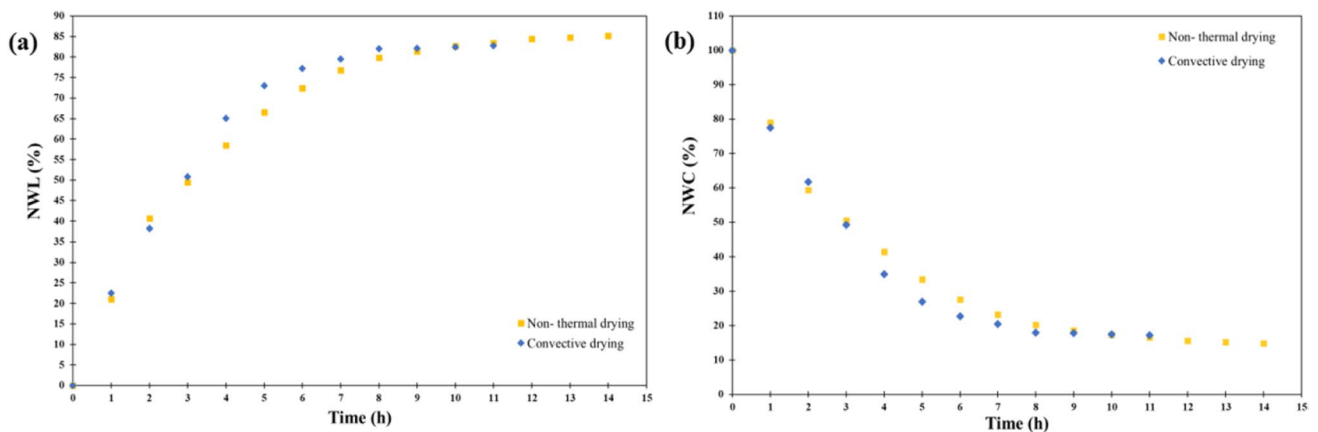 (a)
NWL (%)
90
85
80
75
70
65
60
55
50
45
40
35
30
25
20
15
10
5
0
0 1 2 3 4 5 6 7 8 9 10 11 12 13 14 15
Time (h)
Non- thermal drying
Convective drying
(b)
NWC (%)
110
100
90
80
70
60
50
40
30
20
10
0
0 1 2 3 4 5 6 7 8 9 10 11 12 13 14 15
Time (h)
Non- thermal drying
Convective drying